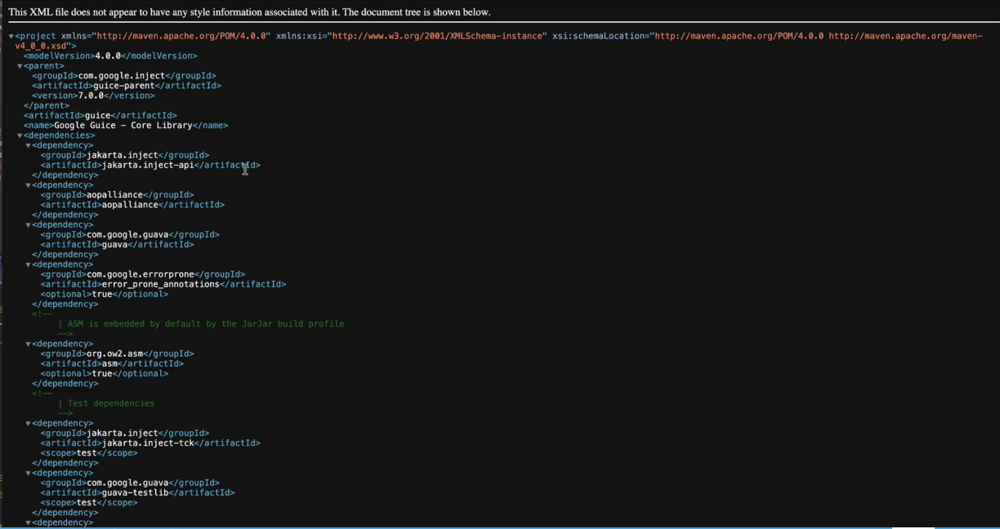 This XML file does not appear to have any style information associated with it. The document tree is shown below.
▼<project xmlns="http://maven.apache.org/POM/4.0.0" xmlns:xsi="http://www.w3.org/2001/XMLSchema-instance" xsi:schemaLocation="http://maven.apache.org/POM/4.0.0 http://maven.apache.org/maven-
v4_0_0.xsd">
<modelVersion>4.0.0</modelVersion>
▼<parent>
<groupId>com.google.inject</groupId>
<artifactId>guice-parent</artifactId>
<version>7.0.0</version>
</parent>
<artifactId>guice</artifactId>
<name>Google Guice - Core Library</name>
▼<dependencies>
▼<dependency>
<groupId>jakarta.inject</groupId>
<artifactId>jakarta.inject-api</artifactId>
</dependency>
▼<dependency>
<groupId>aopalliance</groupId>
<artifactId>aopalliance</artifactId>
</dependency>
▼<dependency>
<groupId>com.google.guava</groupId>
<artifactId>guava</artifactId>
</dependency>
▼<dependency>
<groupId>com.google.errorprone</groupId>
<artifactId>error_prone_annotations</artifactId>
<optional>true</optional>
</dependency>
<!--
| ASM is embedded by default by the JarJar build profile
-->
▼<dependency>
<groupId>org.ow2.asm</groupId>
<artifactId>asm</artifactId>
<optional>true</optional>
</dependency>
<!--
| Test dependencies
-->
▼<dependency>
<groupId>jakarta.inject</groupId>
<artifactId>jakarta.inject-tck</artifactId>
<scope>test</scope>
</dependency>
▼<dependency>
<groupId>com.google.guava</groupId>
<artifactId>guava-testlib</artifactId>
<scope>test</scope>
</dependency>
▼<dependency>